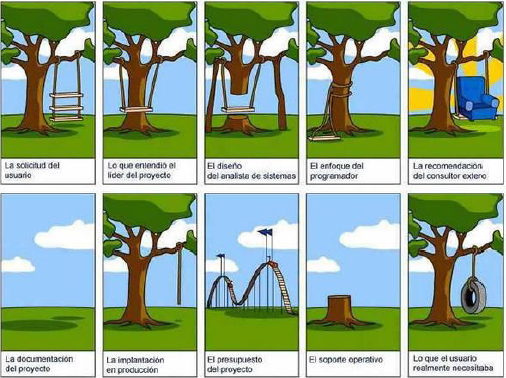 La solicitud del
usuario
Lo que entendió el
líder del proyecto
El diseño
del analista de sistemas
El enfoque del
programador
La recomendación
del consultor extero
La documentación
del proyecto
La implantación
en producción
El presupuesto
del proyecto
El soporte operativo
Lo que el usuario
realmente necesitaba